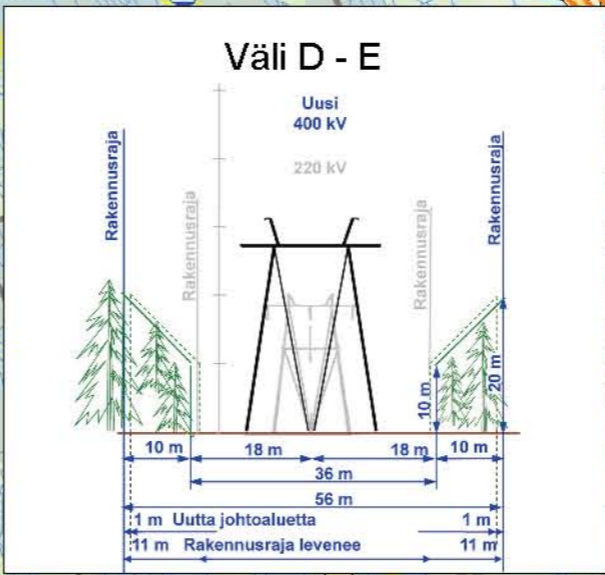 Väli D - E
Uusi
400 kV
220 kV
Rakennusraja
Rakennusraja
Rakennusraja
Rakennusraja
10 m
20 m
10 m
18 m
18 m
10 m
36 m
56 m
1 m Uutta johtoaluetta 1 m
11 m Rakennusraja levenee 11 m